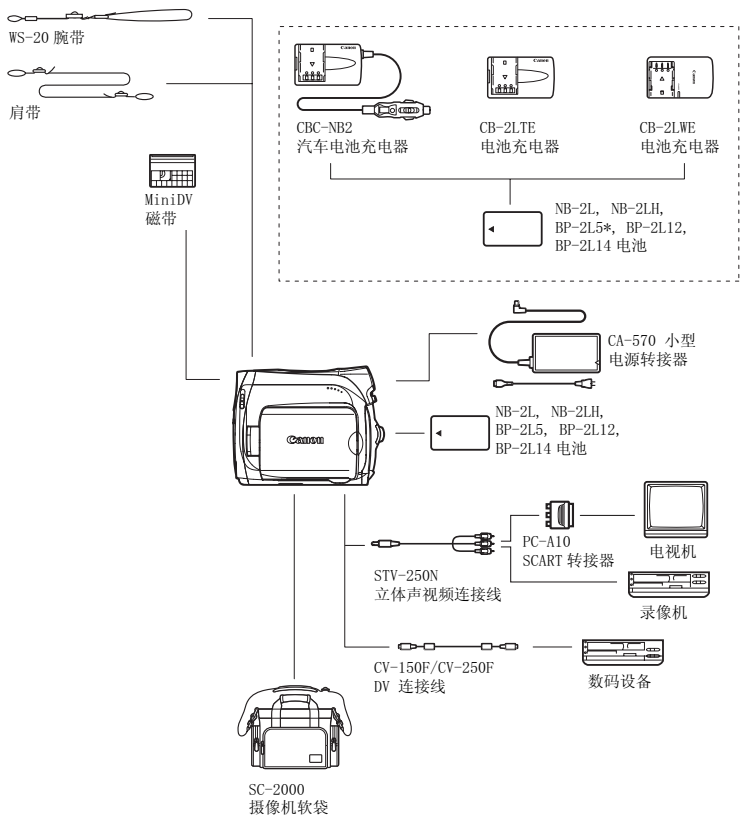 WS-20 腕带
肩带
MiniDV
磁带
Canon
CBC-NB2
汽车电池充电器
Canon
CB-2LTE
电池充电器
Canon
CB-2LWE
电池充电器
NB-2L, NB-2LH,
BP-2L5*, BP-2L12,
BP-2L14 电池
CA-570 小型
电源转接器
Canon
NB-2L, NB-2LH,
BP-2L5, BP-2L12,
BP-2L14 电池
STV-250N
立体声视频连接线
PC-A10
SCART 转接器
电视机
录像机
CV-150F/CV-250F
DV 连接线
数码设备
SC-2000
摄像机软袋